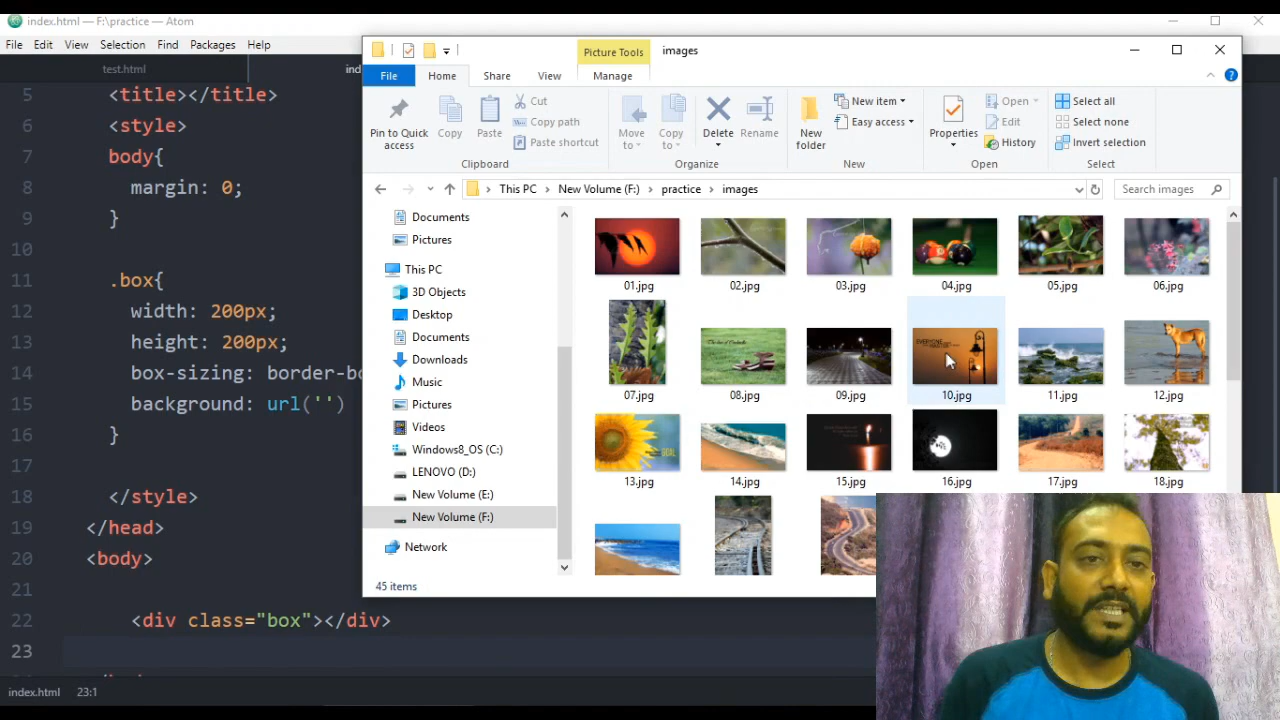 index.html — F:\practice — Atom
File Edit View Selection Find Packages Help
test.html
ind
5 <title></title>
6 <style>
7 body{
8 margin: 0;
9 }
10
11 .box{
12 width: 200px;
13 height: 200px;
14 box-sizing: border-bo
15 background: url('')
16 }
17
18 </style>
19 </head>
20 <body>
21
22 <div class="box"></div>
23
index.html 23:1
Picture Tools images
File Home Share View Manage
Pin to Quick access
Copy
Paste
Cut
Copy path
Paste shortcut
Clipboard
Move to
Copy to
Delete
Rename
Organize
New folder
New item
Easy access
New
Properties
Open
Edit
History
Open
Select all
Select none
Invert selection
Select
This PC New Volume (F:) practice images
Search images
Documents
Pictures
This PC
3D Objects
Desktop
Documents
Downloads
Music
Pictures
Videos
Windows8_OS (C:)
LENOVO (D:)
New Volume (E:)
New Volume (F:)
Network
01.jpg 02.jpg 03.jpg 04.jpg 05.jpg 06.jpg
EVERYONE
07.jpg 08.jpg 09.jpg 10.jpg 11.jpg 12.jpg
GOAL
13.jpg 14.jpg 15.jpg 16.jpg 17.jpg 18.jpg
45 items